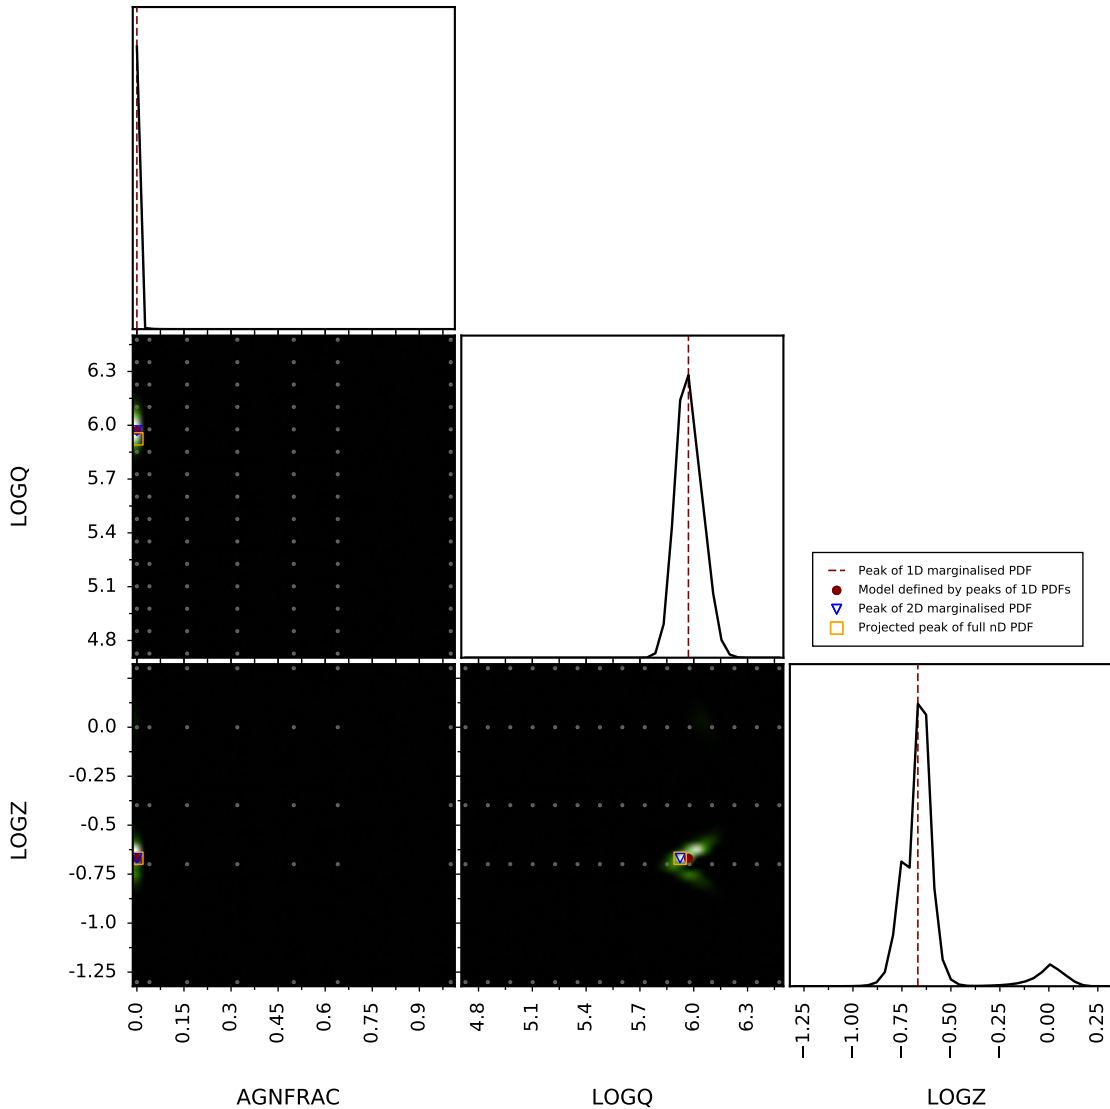 LOGQ
6.3
6.0
5.7
5.4
5.1
4.8
Peak of 1D marginalised PDF
Model defined by peaks of 1D PDFs
Peak of 2D marginalised PDF
Projected peak of full nD PDF
LOGZ
0.0
-0.25
-0.5
-0.75
-1.0
-1.25
0.0 0.15 0.3 0.45 0.6 0.75 0.9
4.8 5.1 5.4 5.7 6.0 6.3
−1.25 −1.00 −0.75 −0.50 −0.25 0.00 0.25
AGNFRAC LOGQ LOGZ